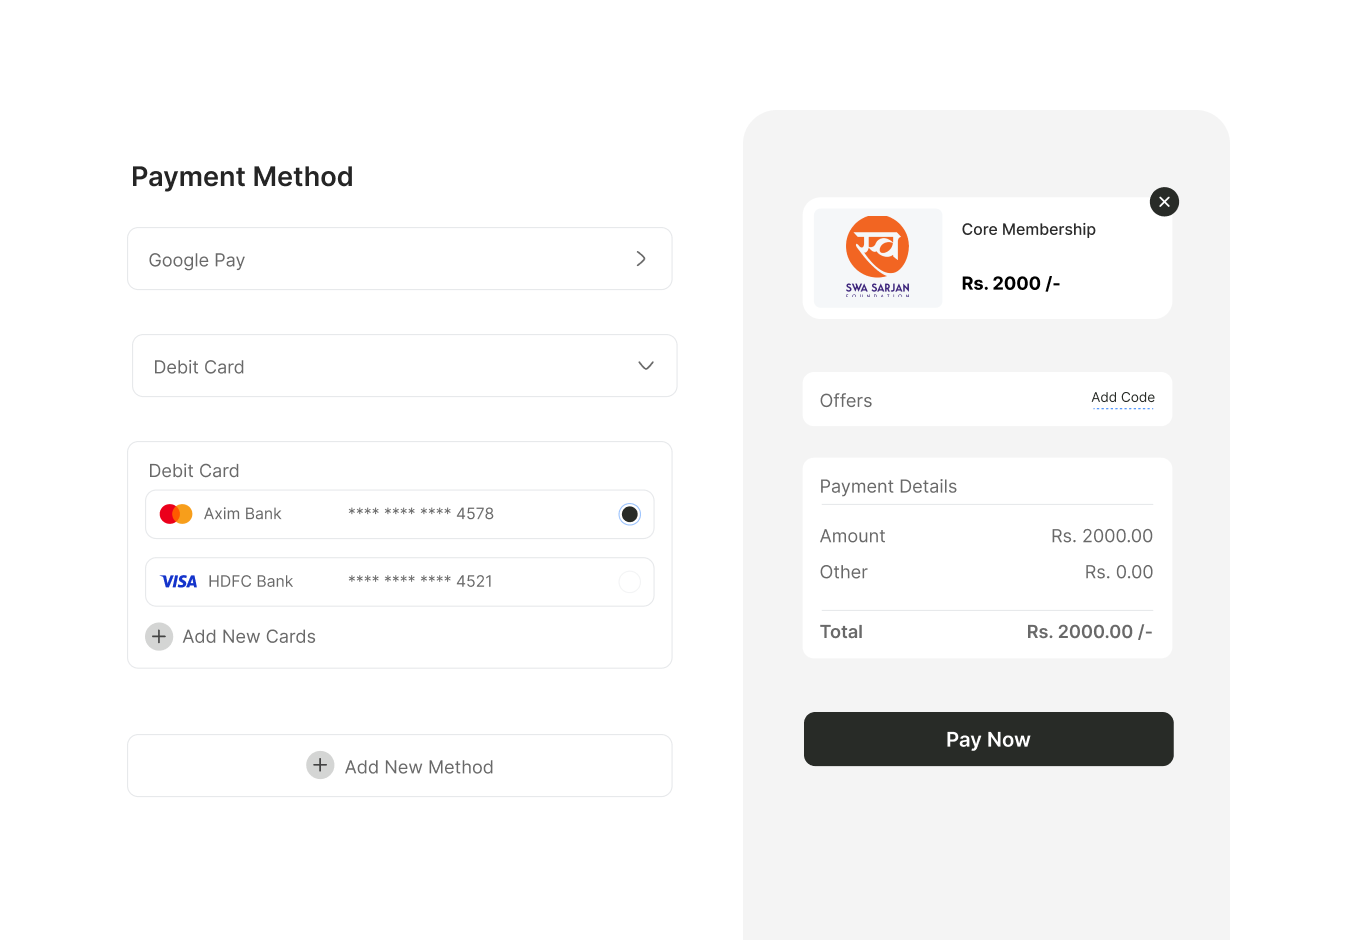 Payment Method
Google Pay
Debit Card
Debit Card
Axim Bank **** **** **** 4578
VISA HDFC Bank **** **** **** 4521
Add New Cards
Add New Method
स्व
SWA SARJAN
FOUNDATION
Core Membership
Rs. 2000 /-
Offers Add Code
Payment Details
Amount Rs. 2000.00
Other Rs. 0.00
Total Rs. 2000.00 /-
Pay Now